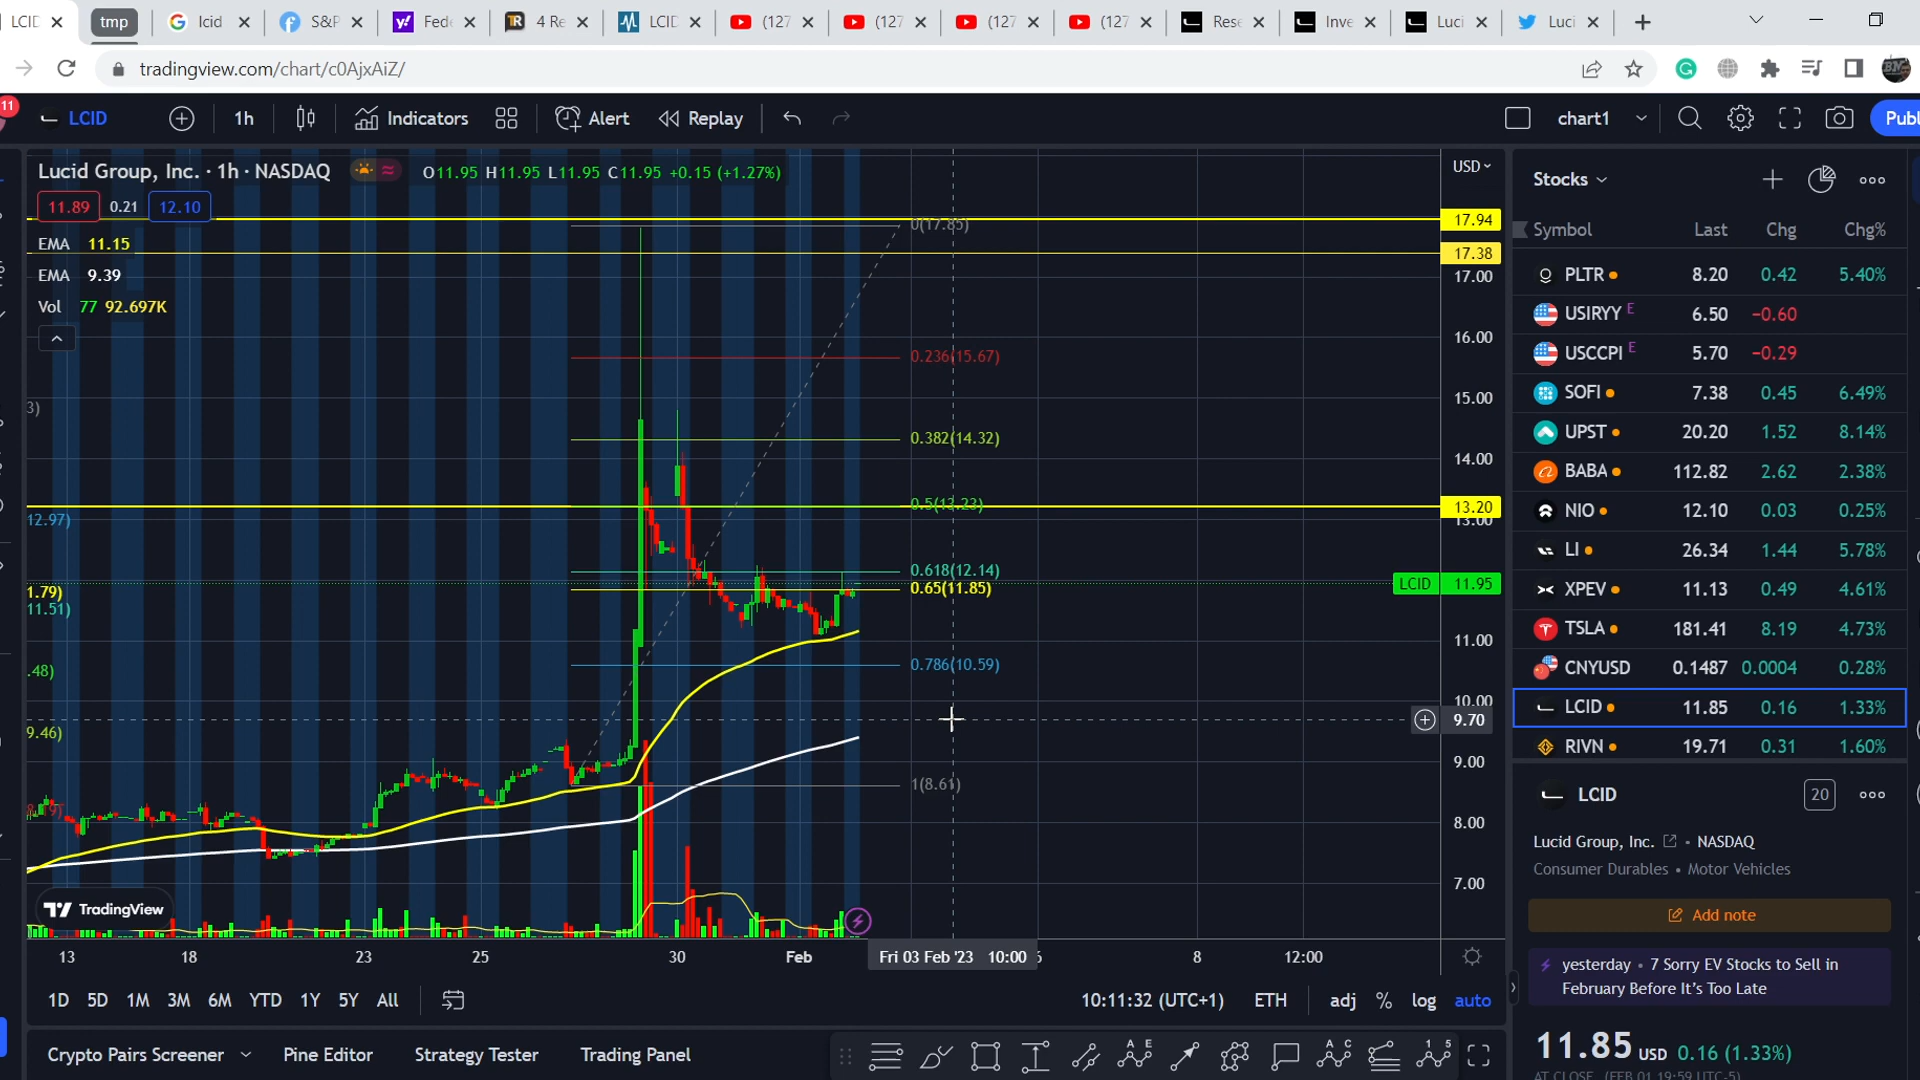 LCID
tmp
lcid
S&P
Fede
4 Re
LCID
(127
(127
(127
(127
Rese
Inve
Luci
Luci
tradingview.com/chart/c0AjxAiZ/
11
LCID
1h
Indicators
Alert
Replay
chart1
Publ
Lucid Group, Inc. · 1h · NASDAQ
O11.95 H11.95 L11.95 C11.95 +0.15 (+1.27%)
11.89 0.21 12.10
EMA 11.15
EMA 9.39
Vol 77 92.697K
USD
17.94
17.38
17.00
16.00
15.00
14.00
13.20
13.00
LCID 11.95
11.00
10.00
9.70
9.00
8.00
7.00
0(17.85)
0.236(15.67)
0.382(14.32)
0.5(13.23)
0.618(12.14)
0.65(11.85)
0.786(10.59)
1(8.61)
3)
12.97)
1.79)
11.51)
.48)
9.46)
TradingView
13 18 23 25 30 Feb Fri 03 Feb '23 10:00 6 8 12:00
1D 5D 1M 3M 6M YTD 1Y 5Y All
10:11:32 (UTC+1) ETH adj % log auto
Crypto Pairs Screener Pine Editor Strategy Tester Trading Panel
Stocks
Symbol Last Chg Chg%
PLTR 8.20 0.42 5.40%
USIRYY E 6.50 −0.60
USCCPI E 5.70 −0.29
SOFI 7.38 0.45 6.49%
UPST 20.20 1.52 8.14%
BABA 112.82 2.62 2.38%
NIO 12.10 0.03 0.25%
LI 26.34 1.44 5.78%
XPEV 11.13 0.49 4.61%
TSLA 181.41 8.19 4.73%
CNYUSD 0.1487 0.0004 0.28%
LCID 11.85 0.16 1.33%
RIVN 19.71 0.31 1.60%
LCID 20
Lucid Group, Inc. • NASDAQ
Consumer Durables • Motor Vehicles
Add note
yesterday • 7 Sorry EV Stocks to Sell in
February Before It's Too Late
11.85 USD 0.16 (1.33%)
AT CLOSE (FEB 01 19:59 UTC-5)